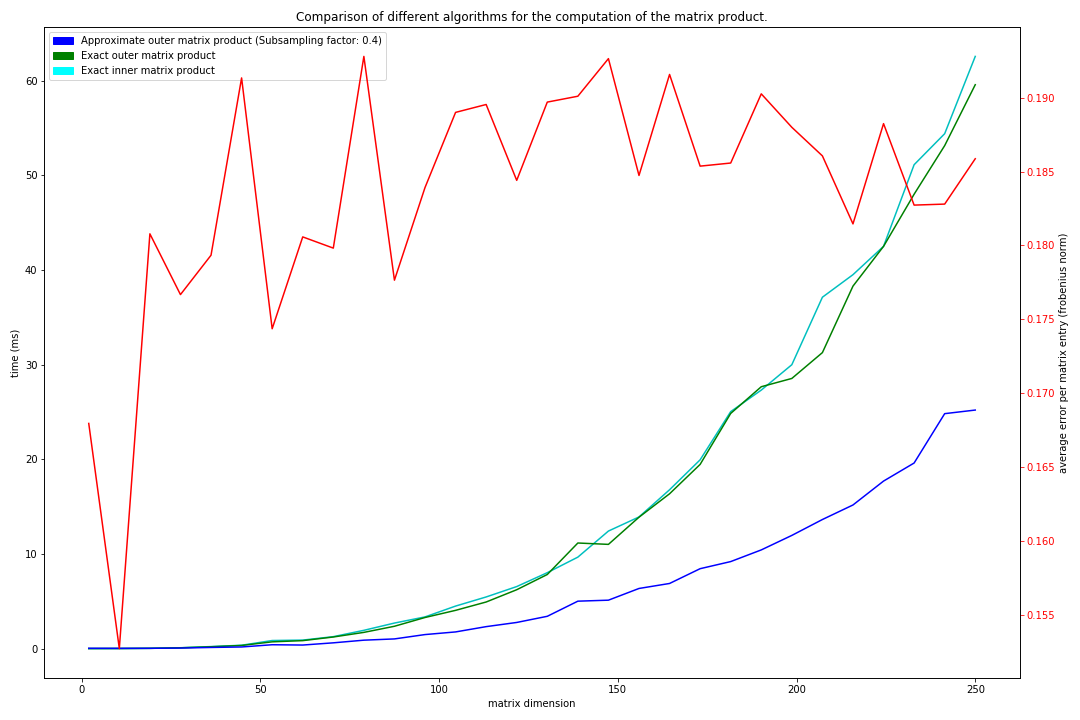 Comparison of different algorithms for the computation of the matrix product.
Approximate outer matrix product (Subsampling factor: 0.4)
Exact outer matrix product
Exact inner matrix product
time (ms)
60
50
40
30
20
10
0
0 50 100 150 200 250
matrix dimension
0.190
0.185
0.180
0.175
0.170
0.165
0.160
0.155
average error per matrix entry (frobenius norm)